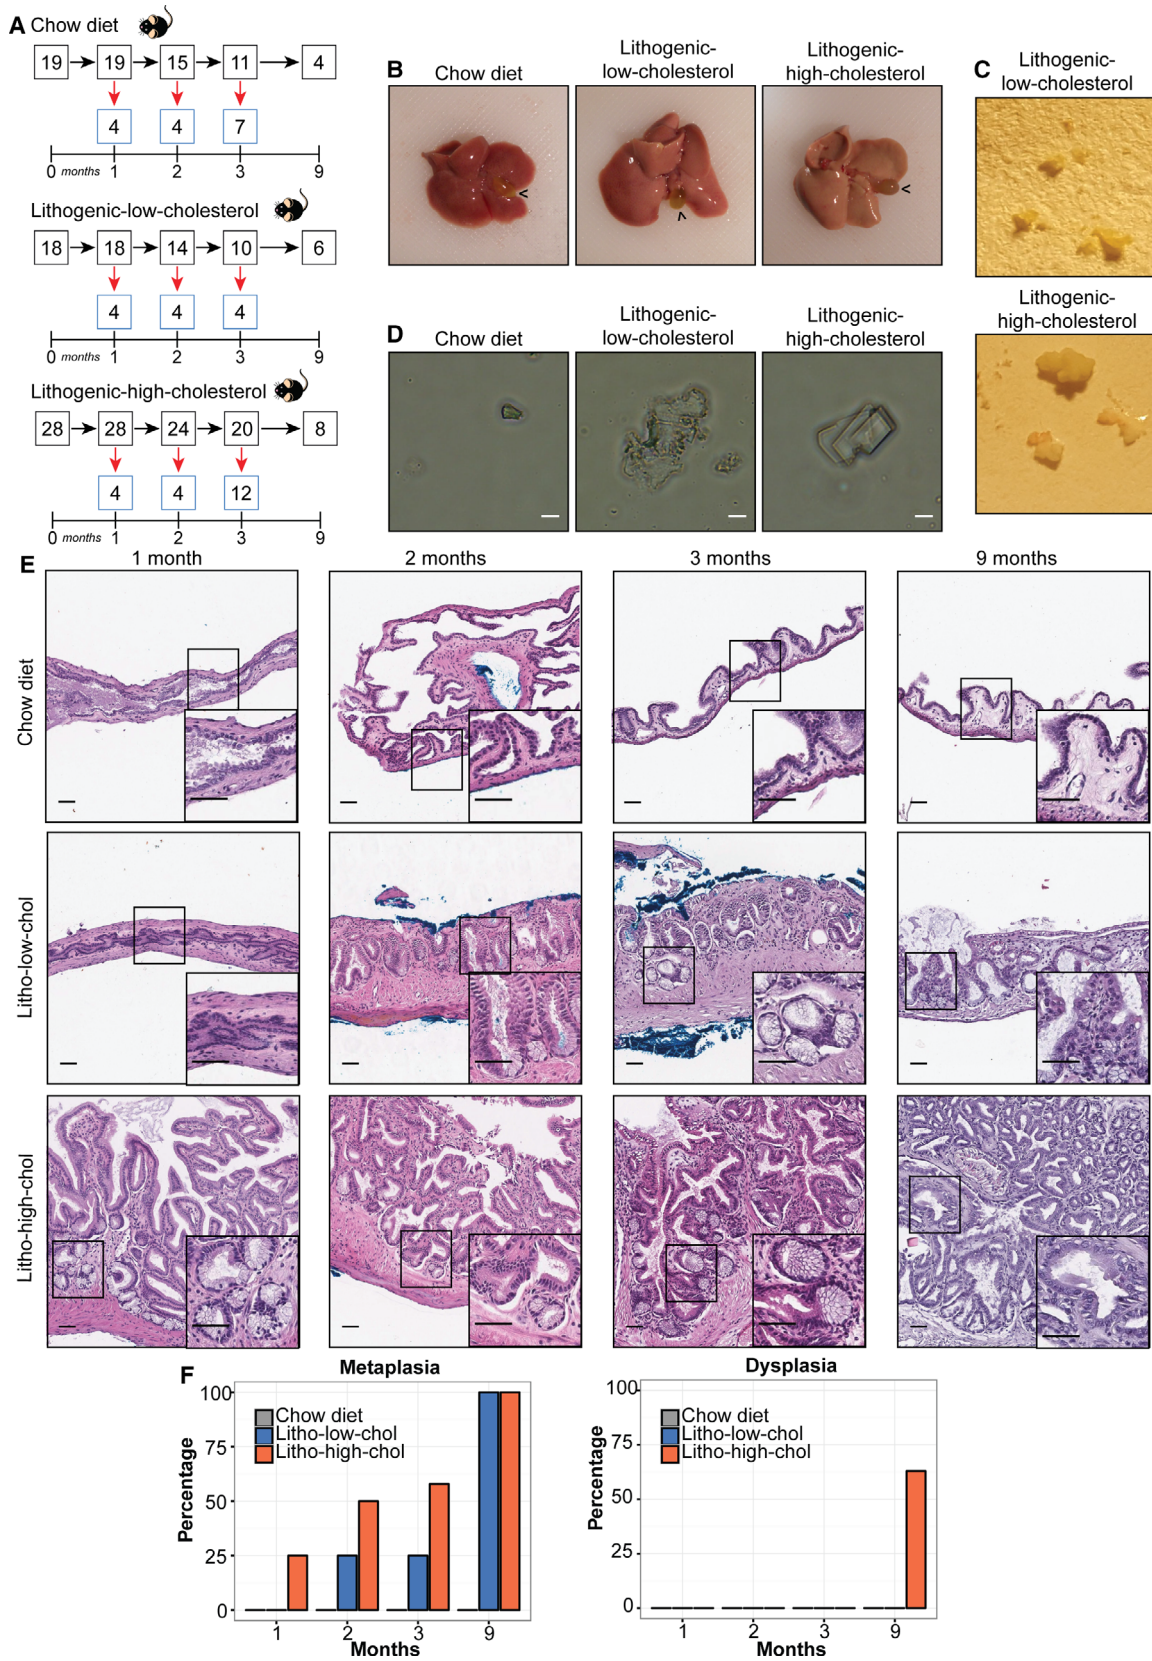 A Chow diet
19 19 15 11 4
4 4 7
0 months 1 2 3 9
Lithogenic-low-cholesterol
18 18 14 10 6
4 4 4
0 months 1 2 3 9
Lithogenic-high-cholesterol
28 28 24 20 8
4 4 12
0 months 1 2 3 9
B
Chow diet
Lithogenic-
low-cholesterol
Lithogenic-
high-cholesterol
<
^
<
C
Lithogenic-
low-cholesterol
Lithogenic-
high-cholesterol
D
Chow diet
Lithogenic-
low-cholesterol
Lithogenic-
high-cholesterol
E
1 month 2 months 3 months 9 months
Chow diet
Litho-low-chol
Litho-high-chol
F
Metaplasia
Percentage
100
75
50
25
0
Chow diet
Litho-low-chol
Litho-high-chol
1 2 3 9
Months
Dysplasia
Percentage
100
75
50
25
0
Chow diet
Litho-low-chol
Litho-high-chol
1 2 3 9
Months